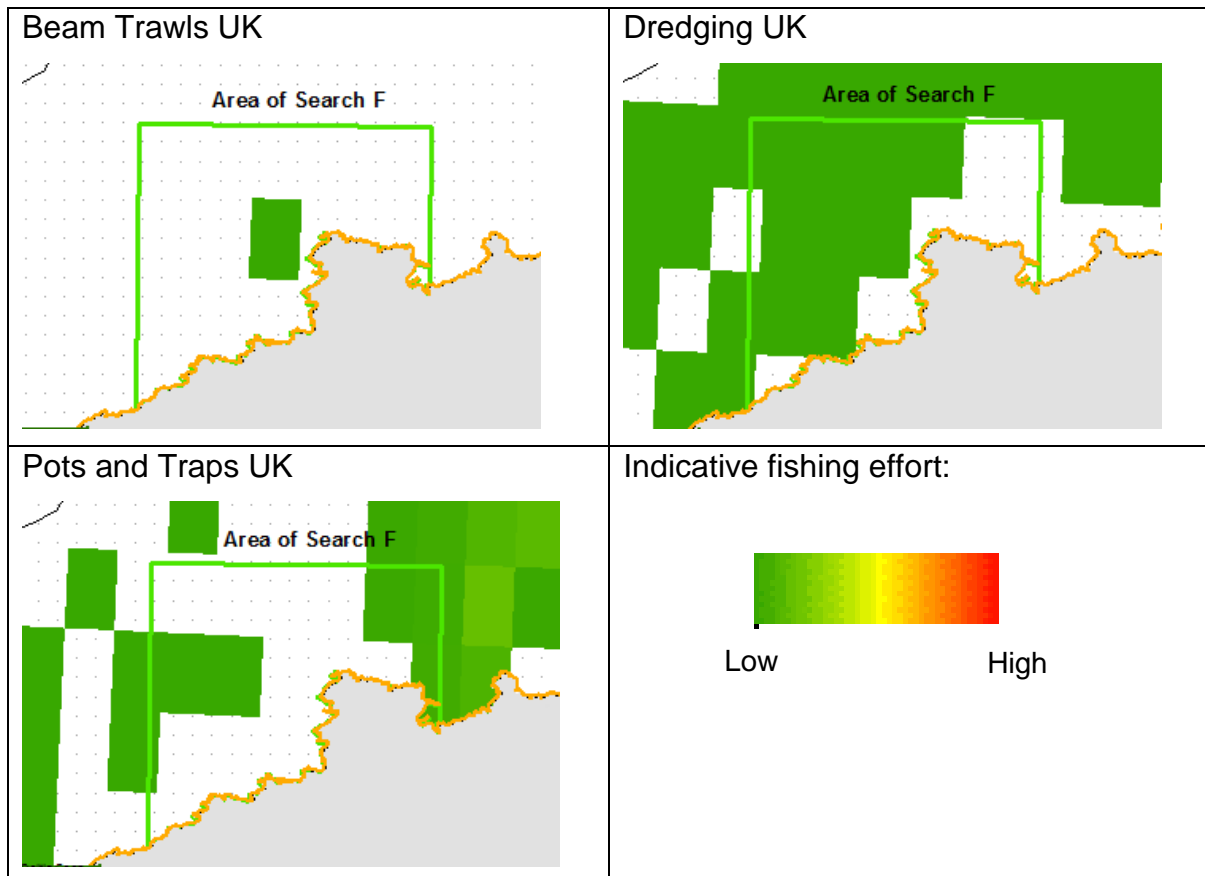 Beam Trawls UK
Area of Search F
Dredging UK
Area of Search F
Pots and Traps UK
Area of Search F
Indicative fishing effort:
Low
High